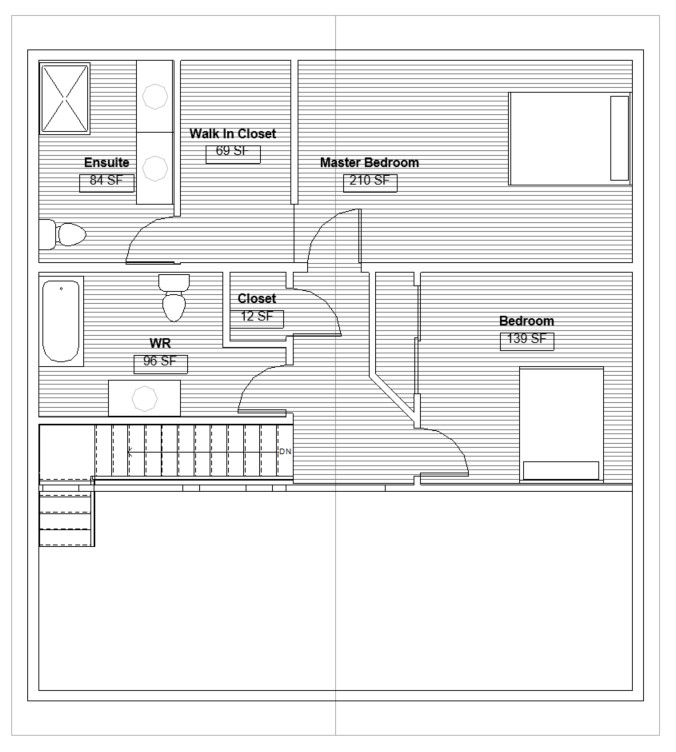 Walk In Closet
69 SF
Ensuite
84 SF
Master Bedroom
210 SF
Closet
12 SF
Bedroom
139 SF
WR
96 SF
DN